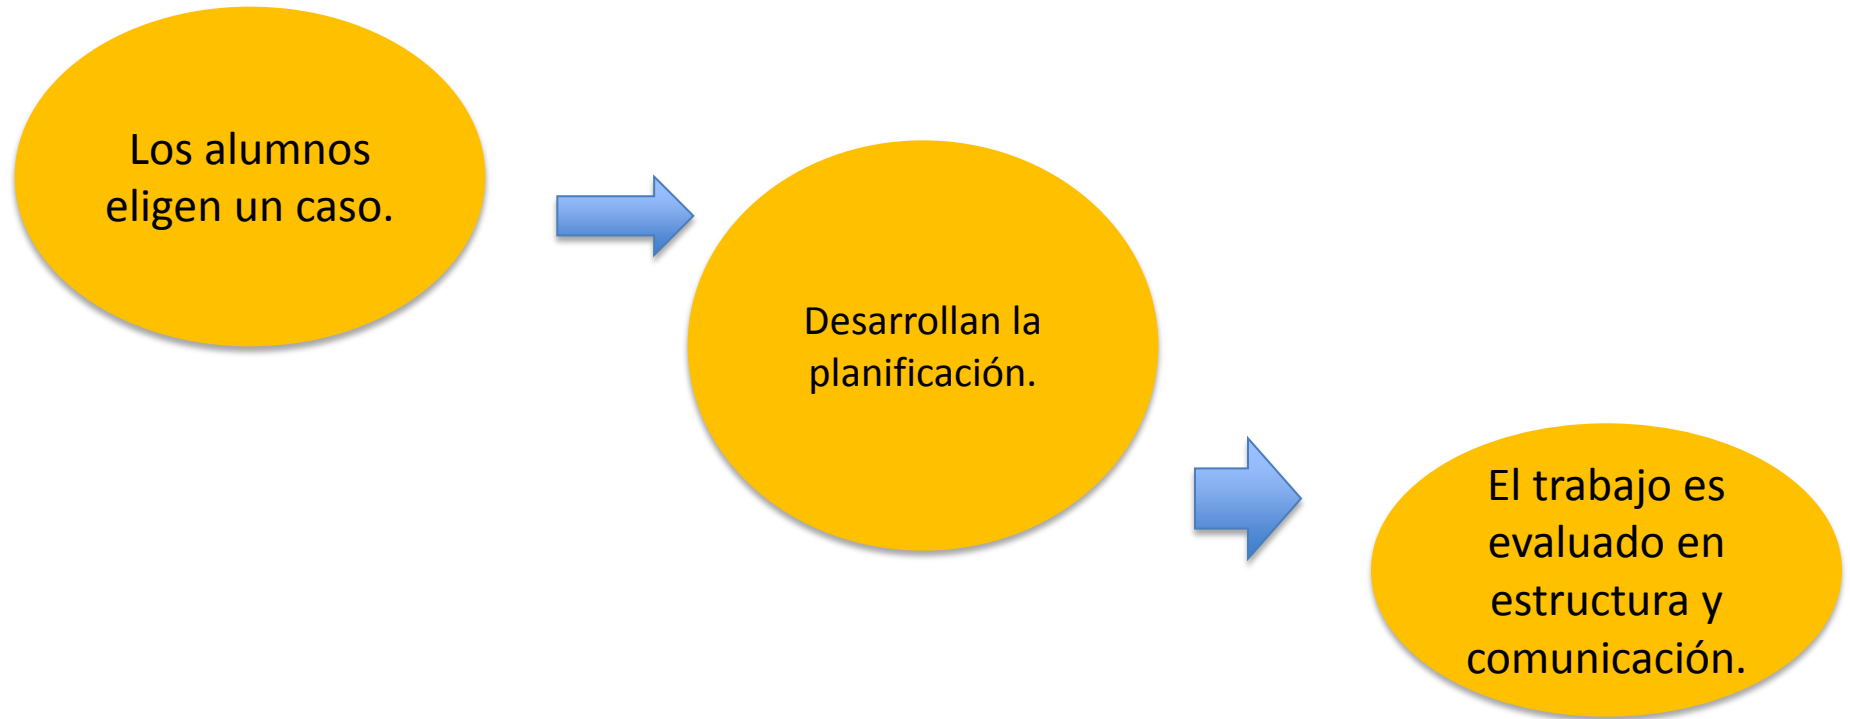 Los alumnos
eligen un caso.
Desarrollan la
planificación.
El trabajo es
evaluado en
estructura y
comunicación.